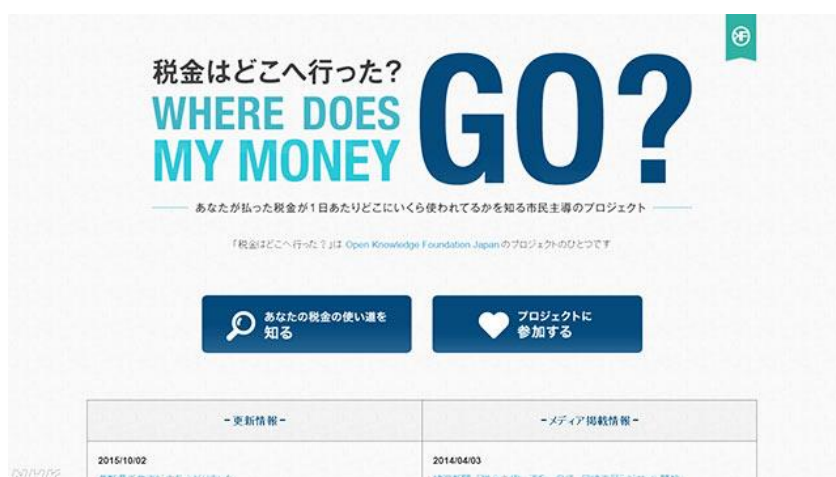 税金はどこへ行った?
WHERE DOES
MY MONEY
GO?
あなたが払った税金が1日あたりどこにいくら使われてるかを知る市民主導のプロジェクト
「税金はどこへ行った?」は Open Knowledge Foundation Japan のプロジェクトのひとつです
あなたの税金の使い道を
知る
プロジェクトに
参加する
- 更新情報 -
- メディア掲載情報 -
2015/10/02
2014/04/03